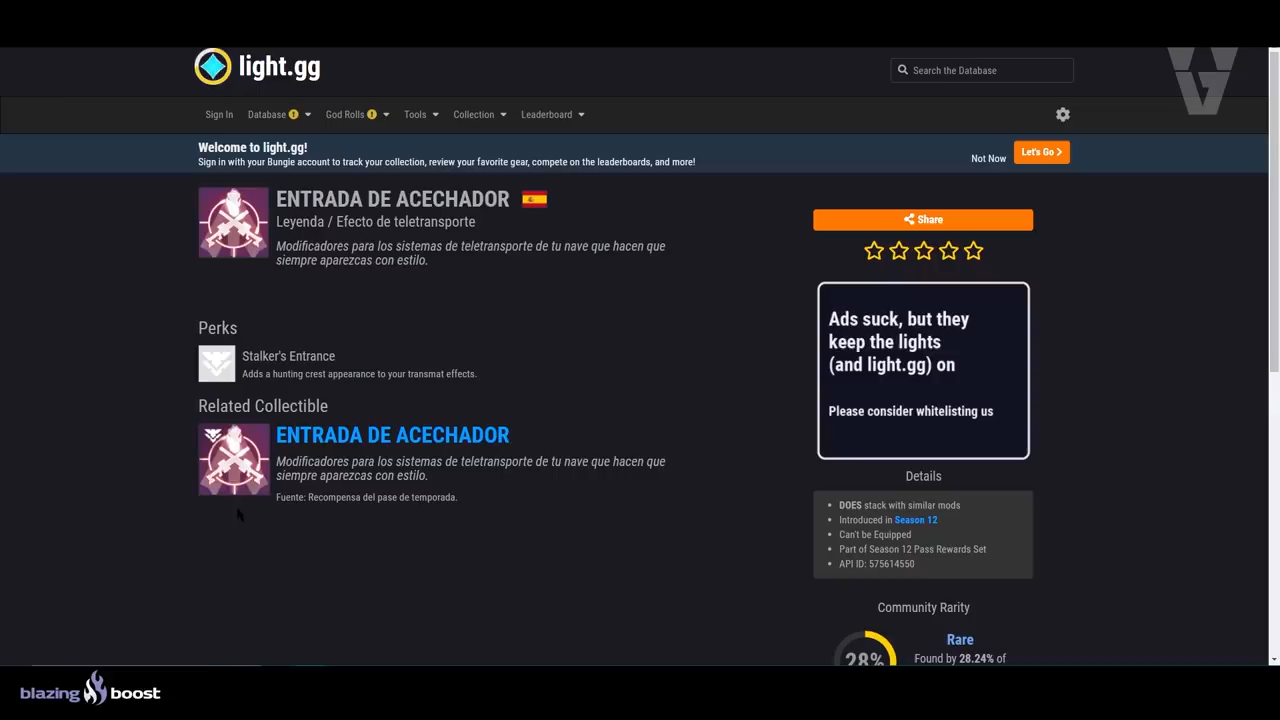 light.gg
Search the Database
WG
Sign In Database God Rolls Tools Collection Leaderboard
Welcome to light.gg!
Sign in with your Bungie account to track your collection, review your favorite gear, compete on the leaderboards, and more!
Not Now
Let's Go
ENTRADA DE ACECHADOR
Leyenda / Efecto de teletransporte
Modificadores para los sistemas de teletransporte de tu nave que hacen que
siempre aparezcas con estilo.
Perks
Stalker's Entrance
Adds a hunting crest appearance to your transmat effects.
Related Collectible
ENTRADA DE ACECHADOR
Modificadores para los sistemas de teletransporte de tu nave que hacen que
siempre aparezcas con estilo.
Fuente: Recompensa del pase de temporada.
Share
Ads suck, but they
keep the lights
(and light.gg) on
Please consider whitelisting us
Details
DOES stack with similar mods
Introduced in Season 12
Can't be Equipped
Part of Season 12 Pass Rewards Set
API ID: 575614550
Community Rarity
28%
Rare
Found by 28.24% of
blazing boost